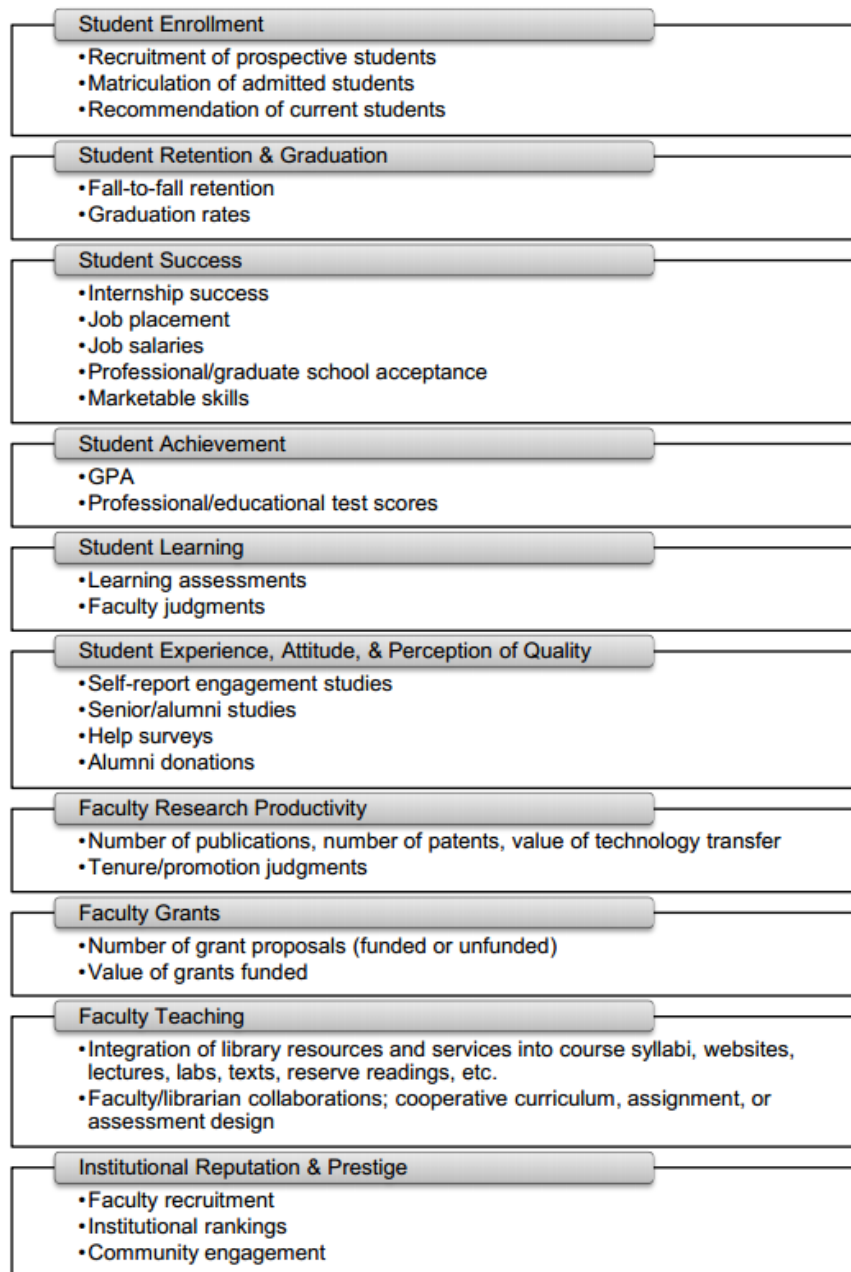 Student Enrollment
•Recruitment of prospective students
•Matriculation of admitted students
•Recommendation of current students
Student Retention & Graduation
•Fall-to-fall retention
•Graduation rates
Student Success
•Internship success
•Job placement
•Job salaries
•Professional/graduate school acceptance
•Marketable skills
Student Achievement
•GPA
•Professional/educational test scores
Student Learning
•Learning assessments
•Faculty judgments
Student Experience, Attitude, & Perception of Quality
•Self-report engagement studies
•Senior/alumni studies
•Help surveys
•Alumni donations
Faculty Research Productivity
•Number of publications, number of patents, value of technology transfer
•Tenure/promotion judgments
Faculty Grants
•Number of grant proposals (funded or unfunded)
•Value of grants funded
Faculty Teaching
•Integration of library resources and services into course syllabi, websites,
lectures, labs, texts, reserve readings, etc.
•Faculty/librarian collaborations; cooperative curriculum, assignment, or
assessment design
Institutional Reputation & Prestige
•Faculty recruitment
•Institutional rankings
•Community engagement